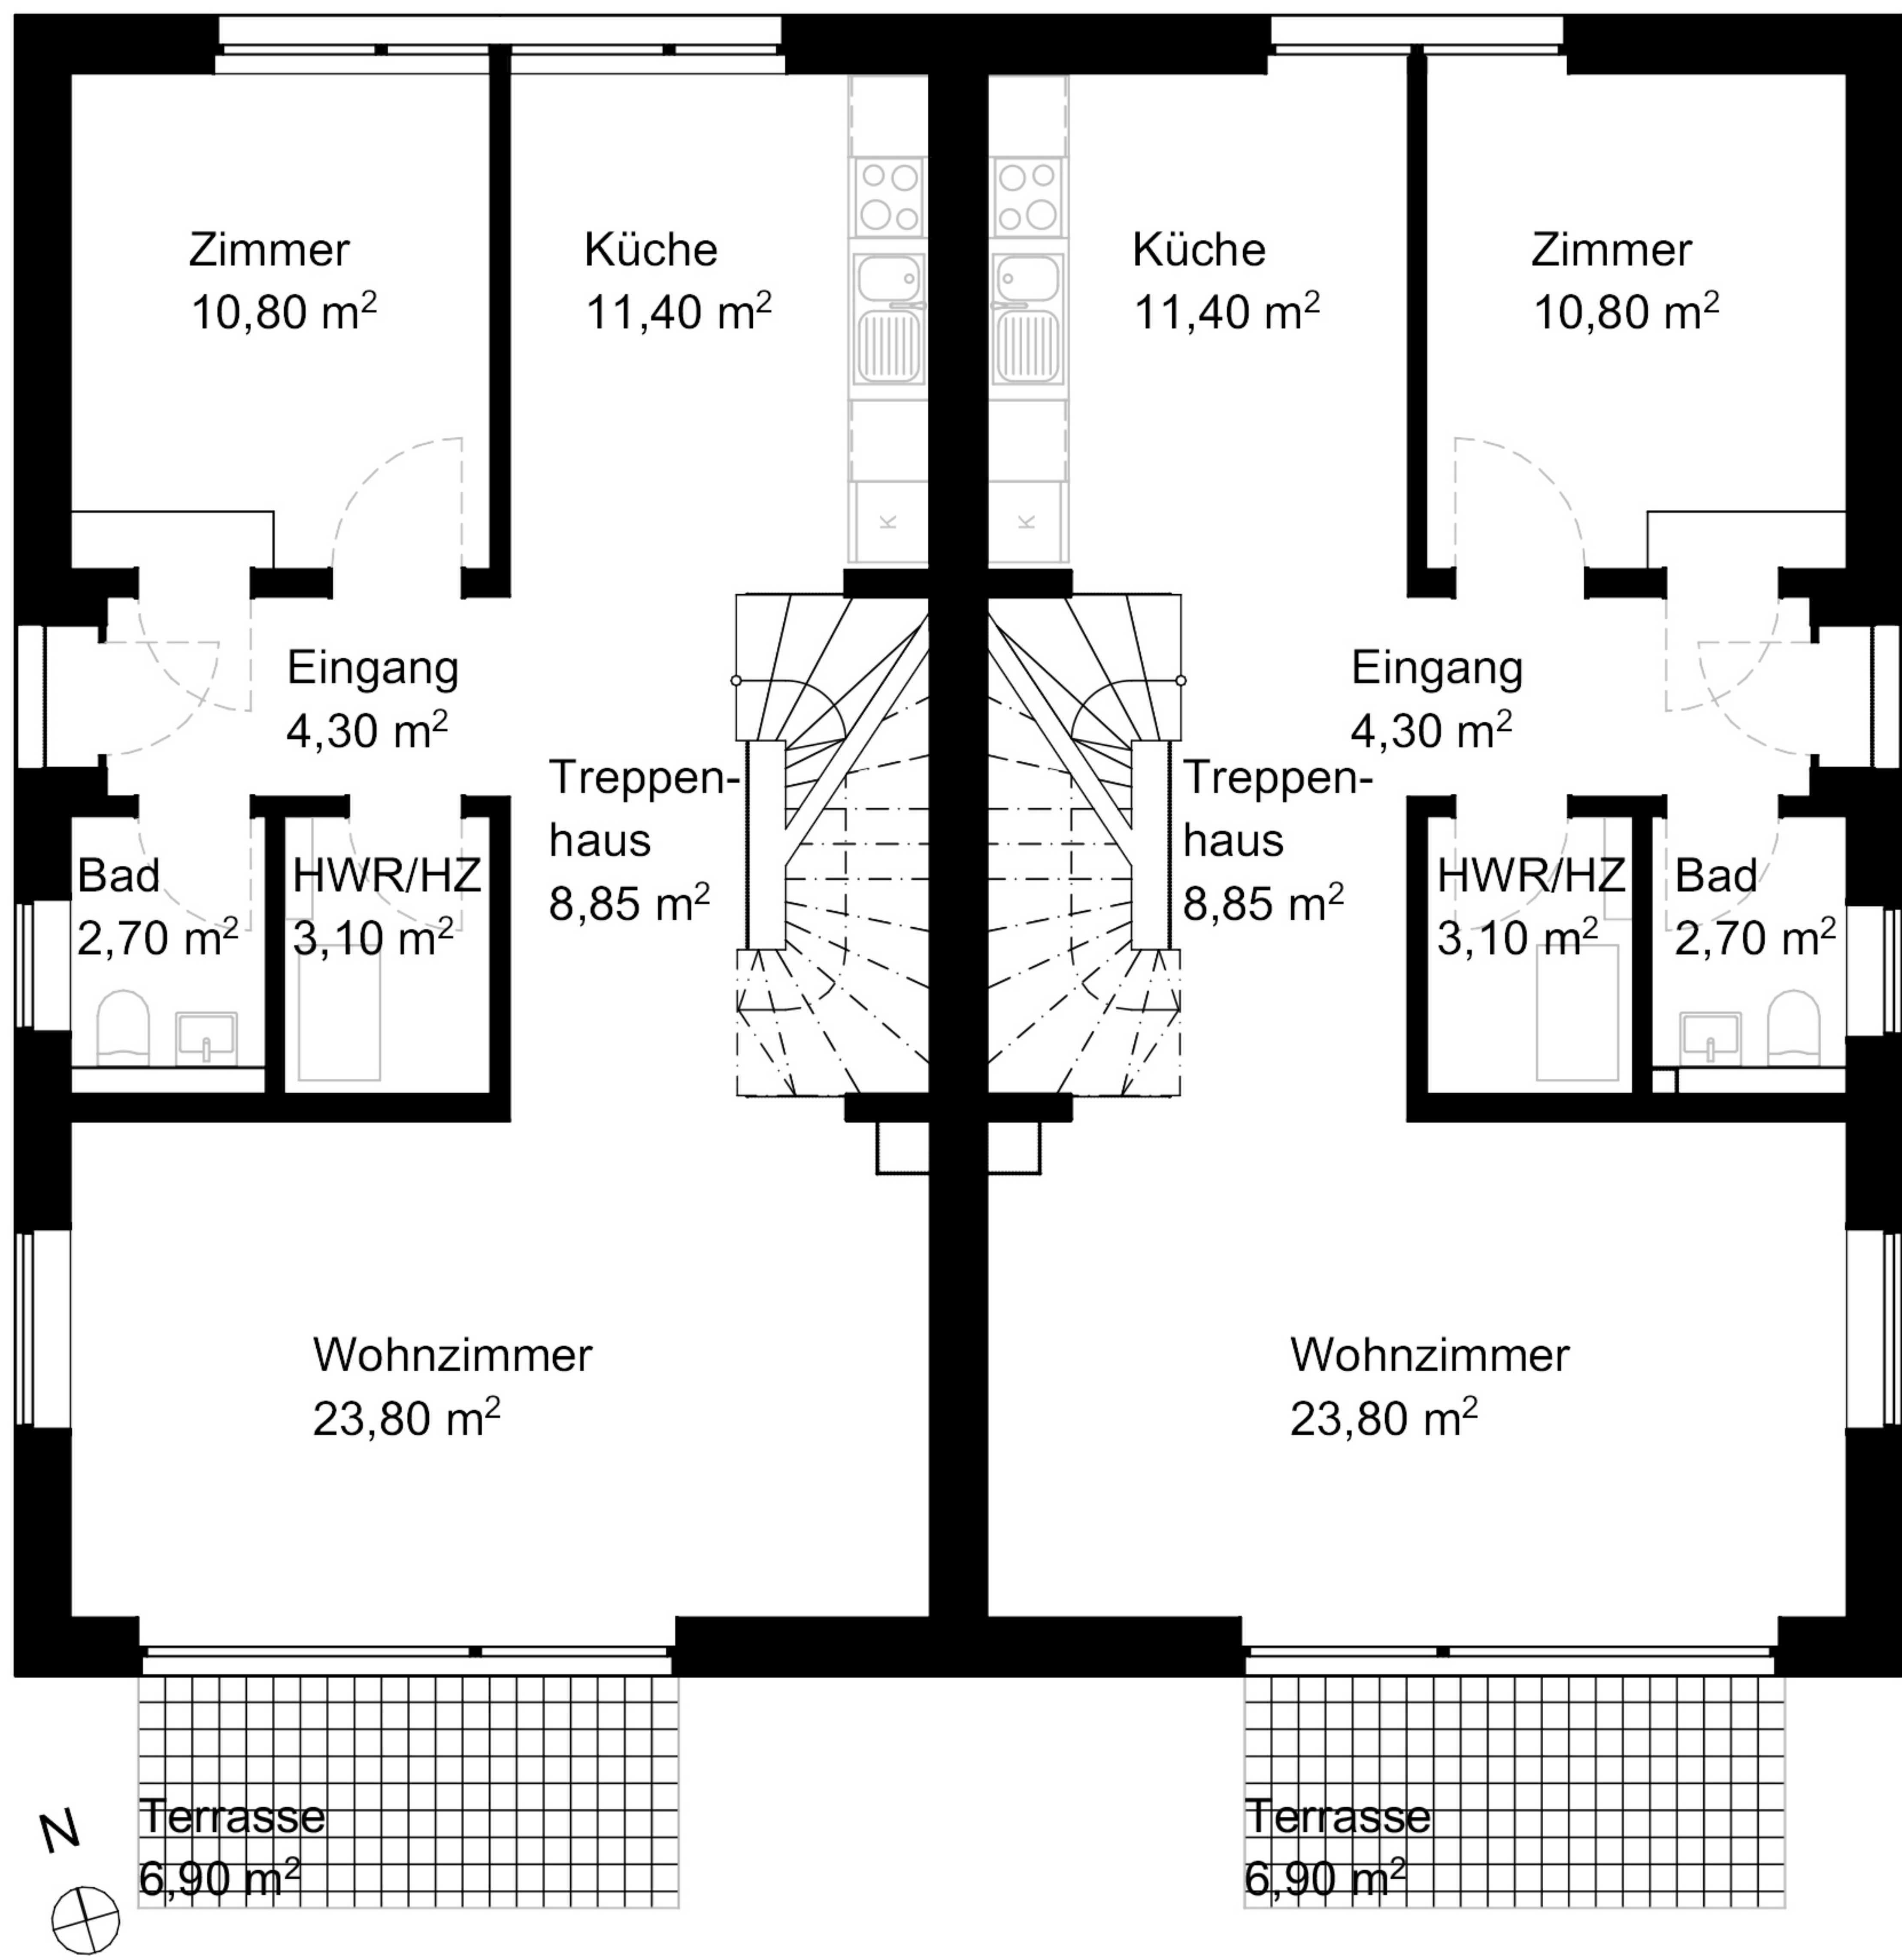 Zimmer
10,80 m²
Küche
11,40 m²
Küche
11,40 m²
Zimmer
10,80 m²
K
K
Eingang
4,30 m²
Eingang
4,30 m²
Treppen-
haus
8,85 m²
Treppen-
haus
8,85 m²
Bad
2,70 m²
HWR/HZ
3,10 m²
HWR/HZ
3,10 m²
Bad
2,70 m²
Wohnzimmer
23,80 m²
Wohnzimmer
23,80 m²
Terrasse
6,90 m²
Terrasse
6,90 m²
N